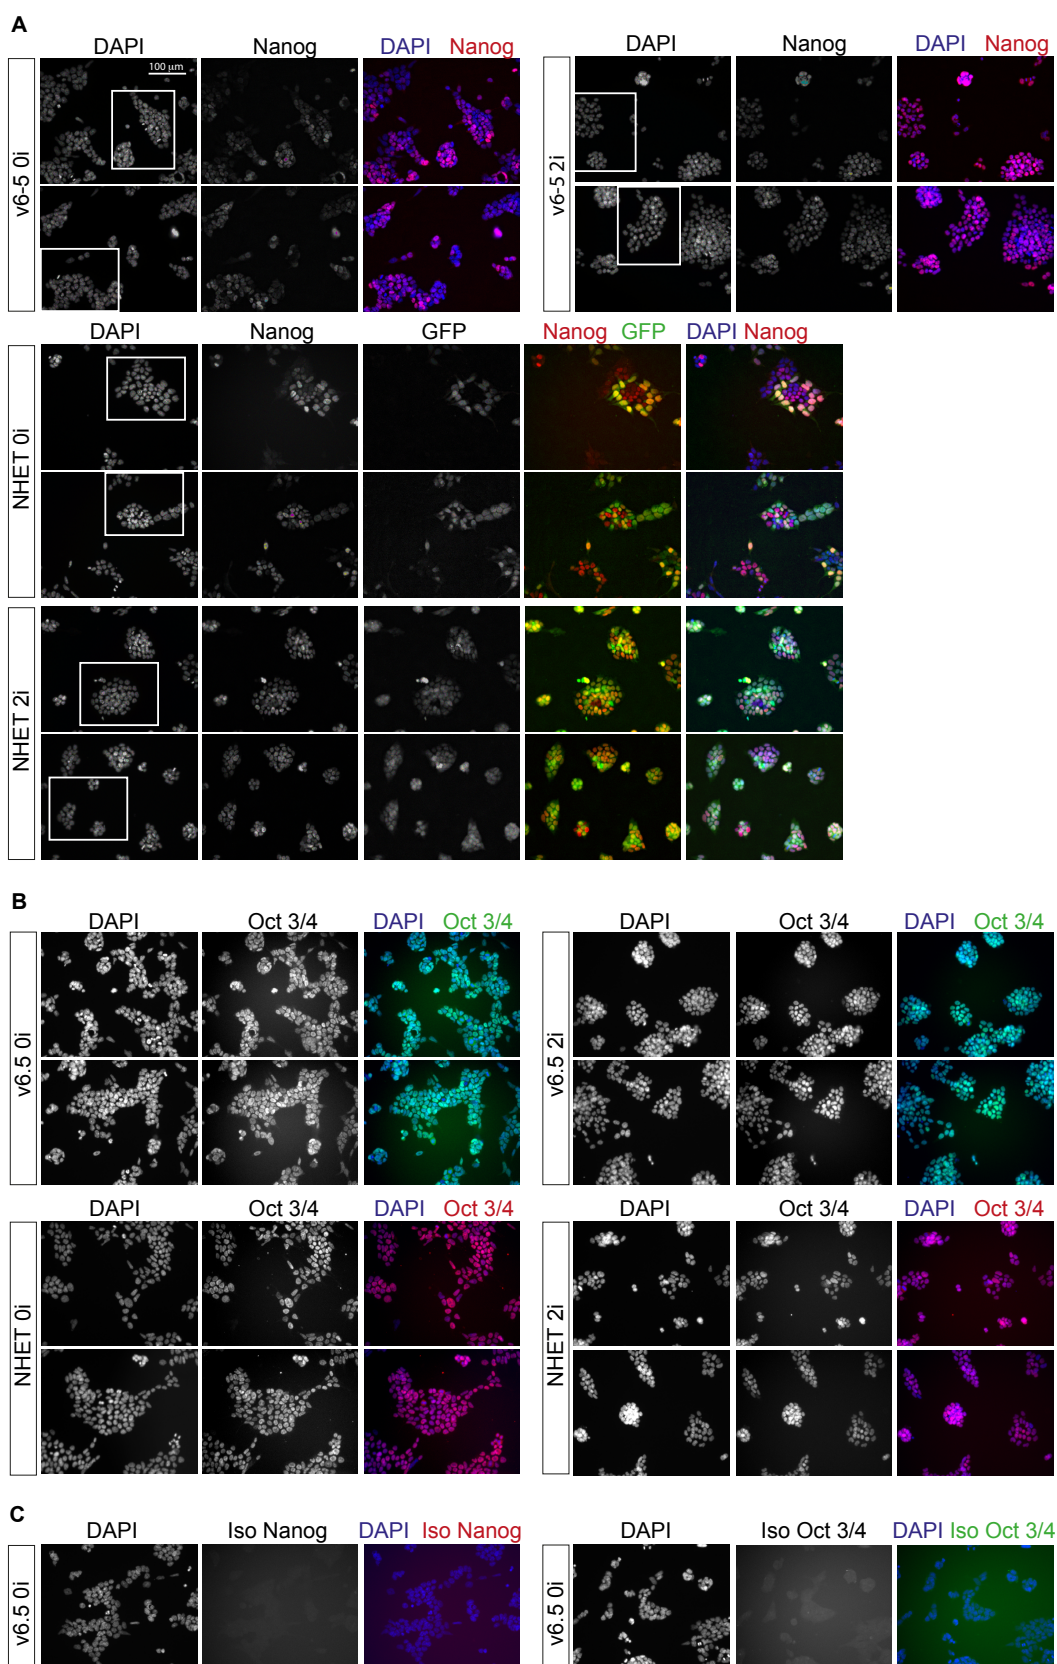 A
DAPI Nanog DAPI Nanog
DAPI Nanog DAPI Nanog
100 µm
v6-5 0i
v6-5 2i
DAPI Nanog GFP Nanog GFP DAPI Nanog
NHET 0i
NHET 2i
B
DAPI Oct 3/4 DAPI Oct 3/4
DAPI Oct 3/4 DAPI Oct 3/4
v6.5 0i
v6.5 2i
DAPI Oct 3/4 DAPI Oct 3/4
DAPI Oct 3/4 DAPI Oct 3/4
NHET 0i
NHET 2i
C
DAPI Iso Nanog DAPI Iso Nanog
DAPI Iso Oct 3/4 DAPI Iso Oct 3/4
v6.5 0i
v6.5 0i